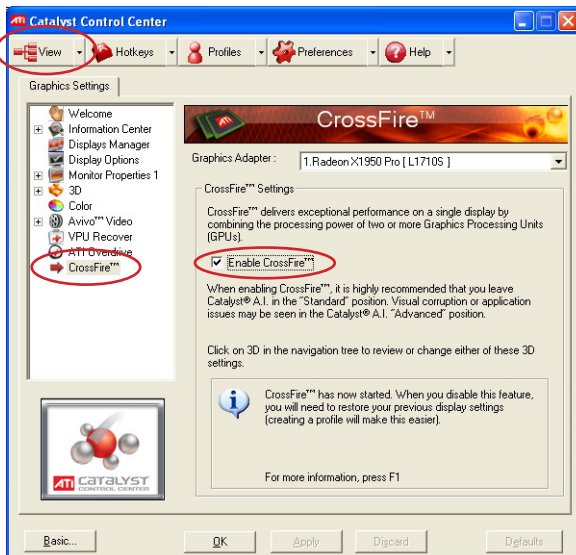 ATI Catalyst Control Center
View Hotkeys Profiles Preferences Help
Graphics Settings
Welcome
Information Center
Displays Manager
Display Options
Monitor Properties 1
3D
Color
Avivo™ Video
VPU Recover
ATI Overdrive
CrossFire™
CrossFire™
Graphics Adapter :
1.Radeon X1950 Pro [ L1710S ]
CrossFire™ Settings
CrossFire™ delivers exceptional performance on a single display by
combining the processing power of two or more Graphics Processing Units
(GPUs).
Enable CrossFire™
When enabling CrossFire™, it is highly recommended that you leave
Catalyst® A.I. in the "Standard" position. Visual corruption or application
issues may be seen in the Catalyst® A.I. "Advanced" position.
Click on 3D in the navigation tree to review or change either of these 3D
settings.
CrossFire™ has now started. When you disable this feature,
you will need to restore your previous display settings
(creating a profile will make this easier).
For more information, press F1
ATI CATALYST
CONTROL CENTER
Basic... OK Apply Discard Defaults